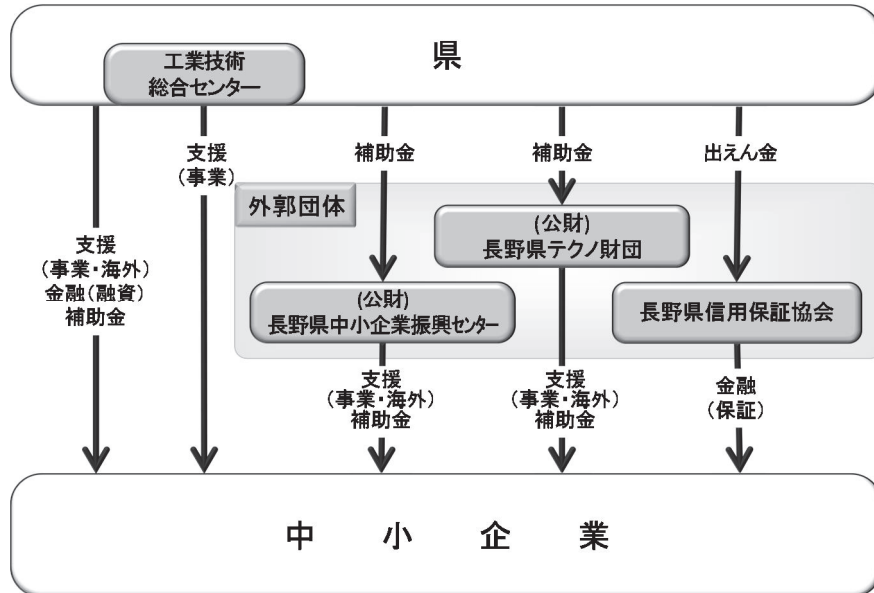 県
工業技術
総合センター
支援
(事業・海外)
金融(融資)
補助金
支援
(事業)
補助金
補助金
出えん金
外郭団体
(公財)
長野県中小企業振興センター
(公財)
長野県テクノ財団
長野県信用保証協会
支援
(事業・海外)
補助金
支援
(事業・海外)
補助金
金融
(保証)
中小企業